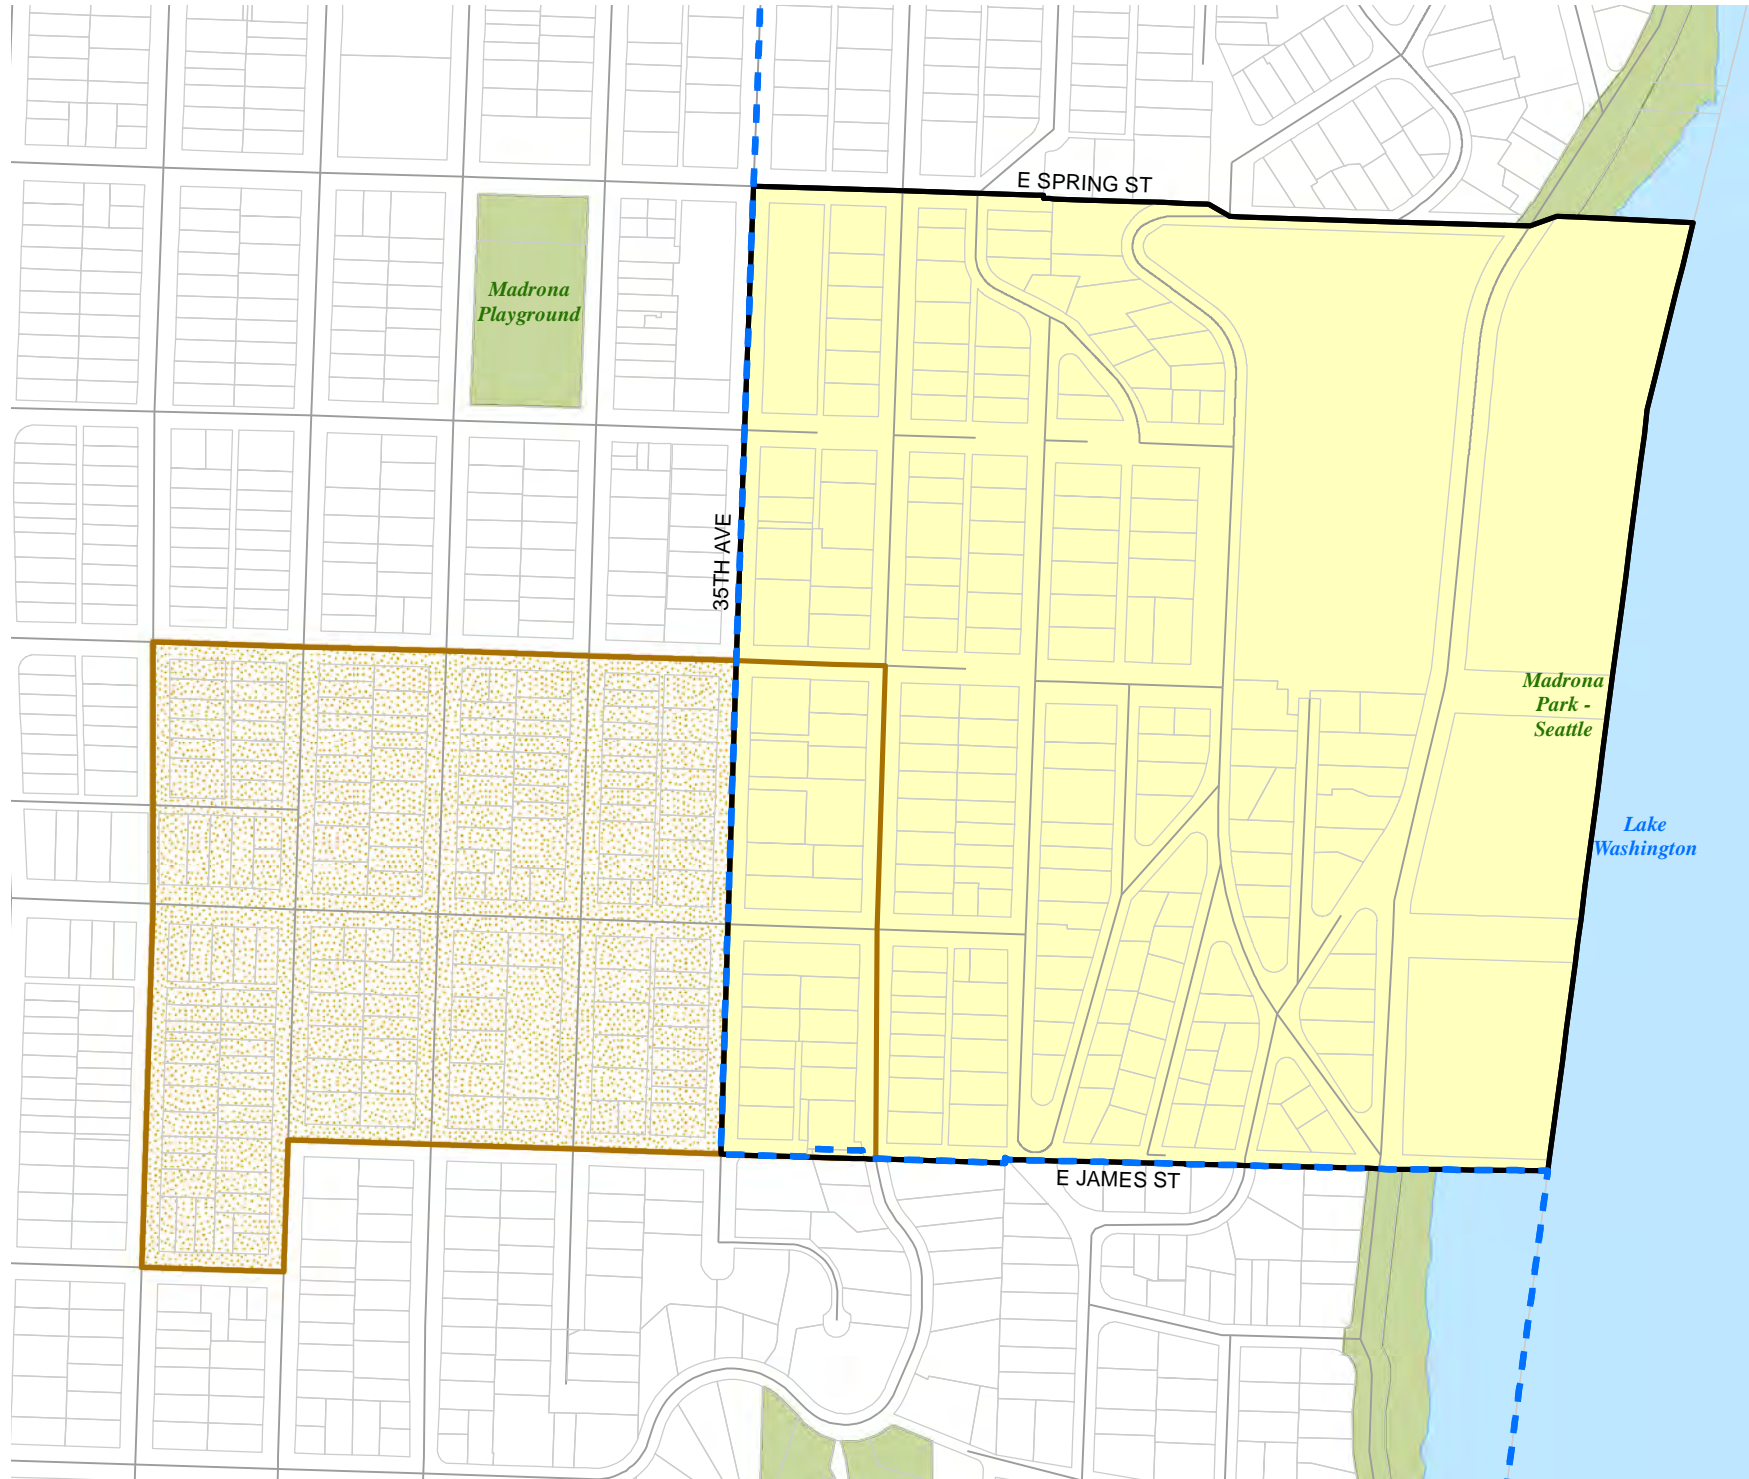 E SPRING ST
Madrona
Playground
35TH AVE
Madrona
Park -
Seattle
Lake
Washington
E JAMES ST